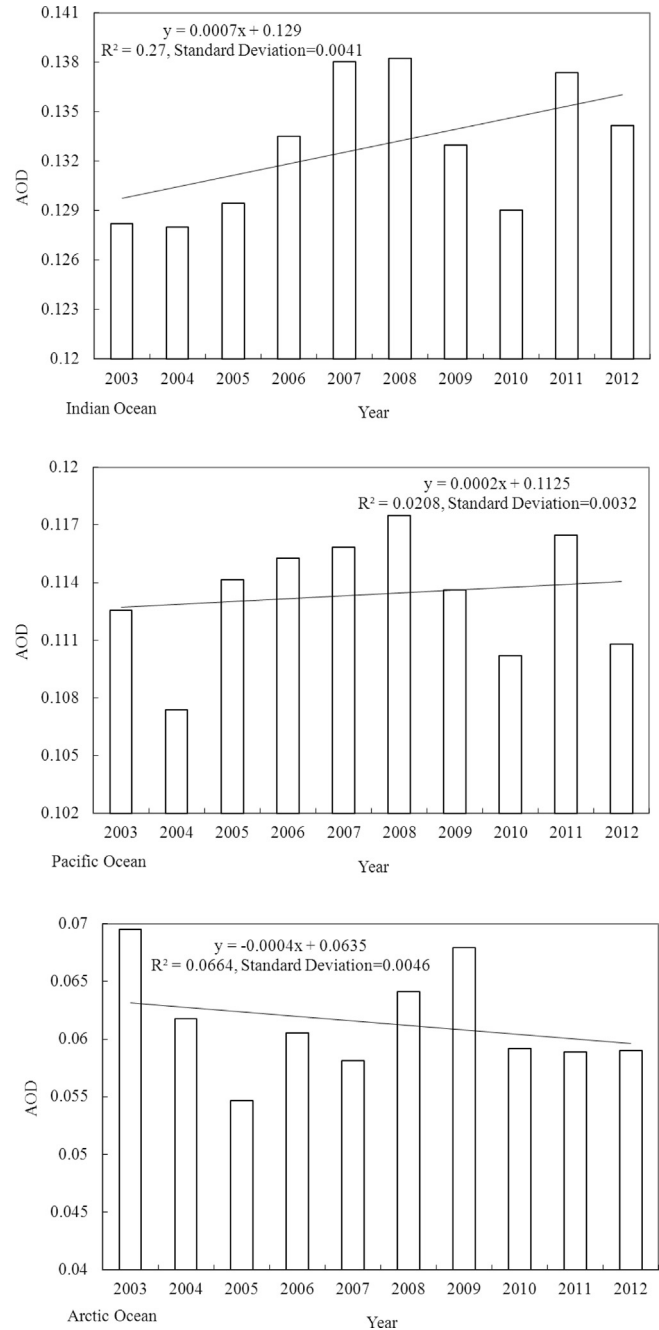 y = 0.0007x + 0.129
R² = 0.27, Standard Deviation=0.0041
0.141
0.138
0.135
0.132
0.129
0.126
0.123
0.12
AOD
2003 2004 2005 2006 2007 2008 2009 2010 2011 2012
Indian Ocean Year
y = 0.0002x + 0.1125
R² = 0.0208, Standard Deviation=0.0032
0.12
0.117
0.114
0.111
0.108
0.105
0.102
AOD
2003 2004 2005 2006 2007 2008 2009 2010 2011 2012
Pacific Ocean Year
y = -0.0004x + 0.0635
R² = 0.0664, Standard Deviation=0.0046
0.07
0.065
0.06
0.055
0.05
0.045
0.04
AOD
2003 2004 2005 2006 2007 2008 2009 2010 2011 2012
Arctic Ocean Year